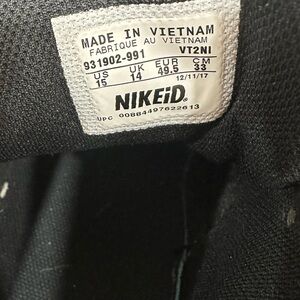 MADE IN VIETNAM
FABRIQUE AU VIETNAM
931902-991 VT2NI
US UK EUR CM
15 14 49.5 33
12/11/17
NIKEiD.
UPC 00884497622613